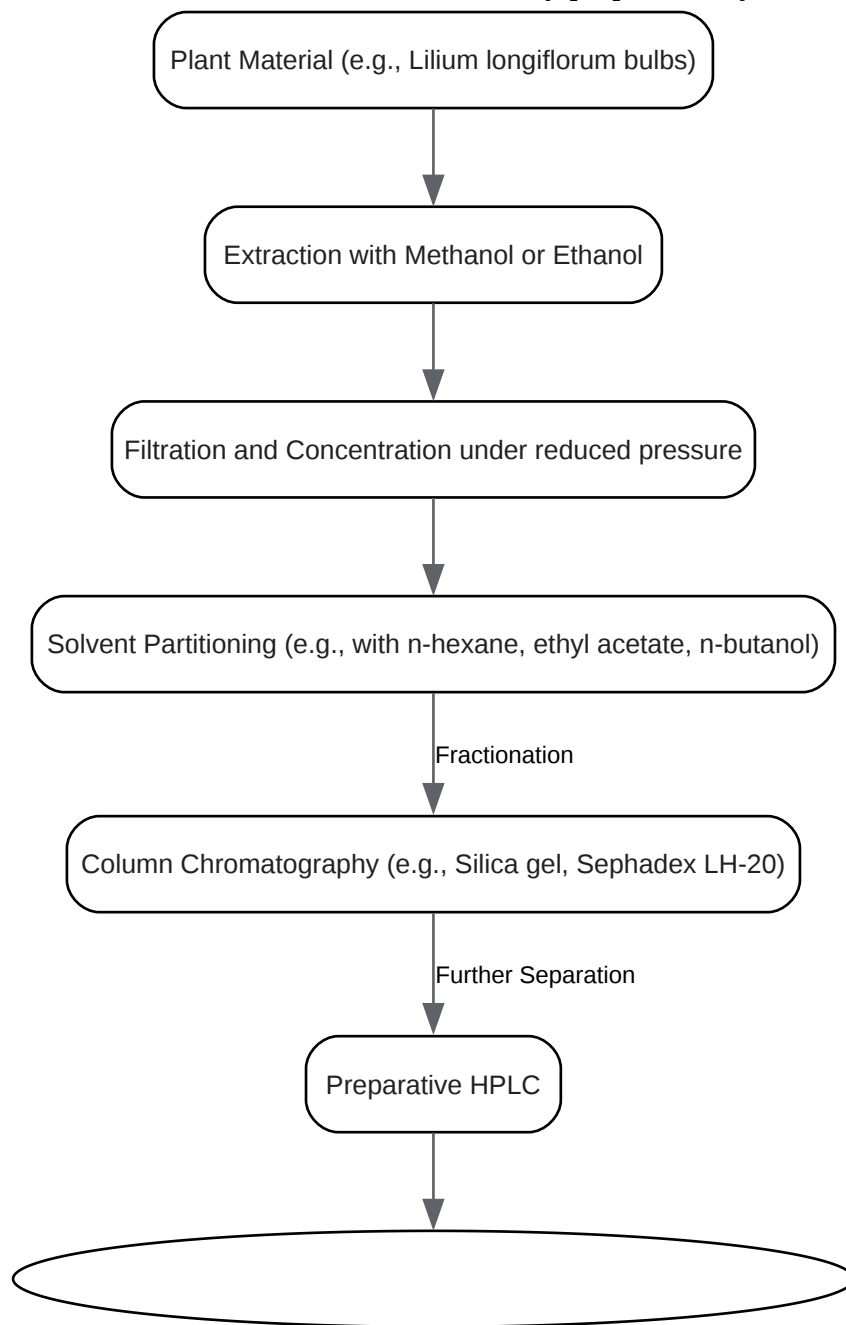 Plant Material (e.g., Lilium longiflorum bulbs)
Extraction with Methanol or Ethanol
Filtration and Concentration under reduced pressure
Solvent Partitioning (e.g., with n-hexane, ethyl acetate, n-butanol)
Fractionation
Column Chromatography (e.g., Silica gel, Sephadex LH-20)
Further Separation
Preparative HPLC